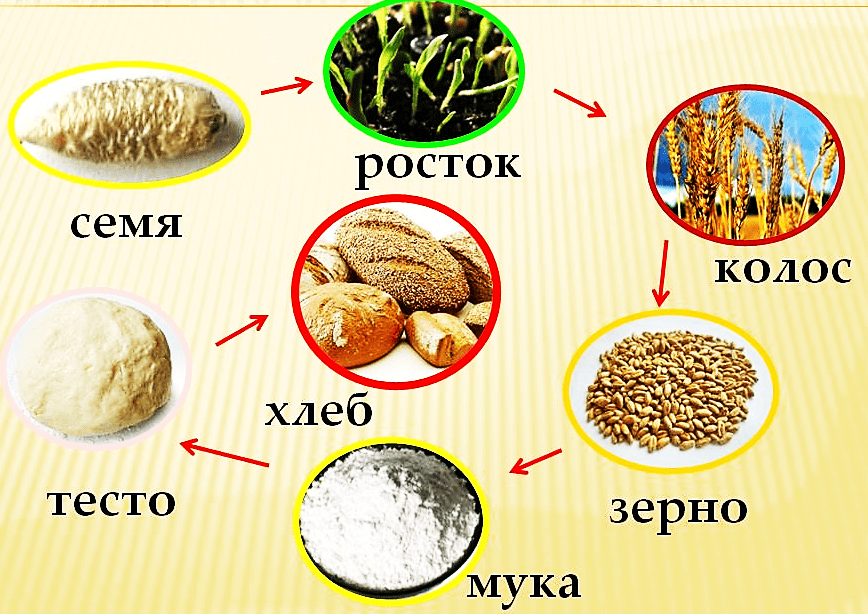 семя
росток
колос
зерно
мука
тесто
хлеб